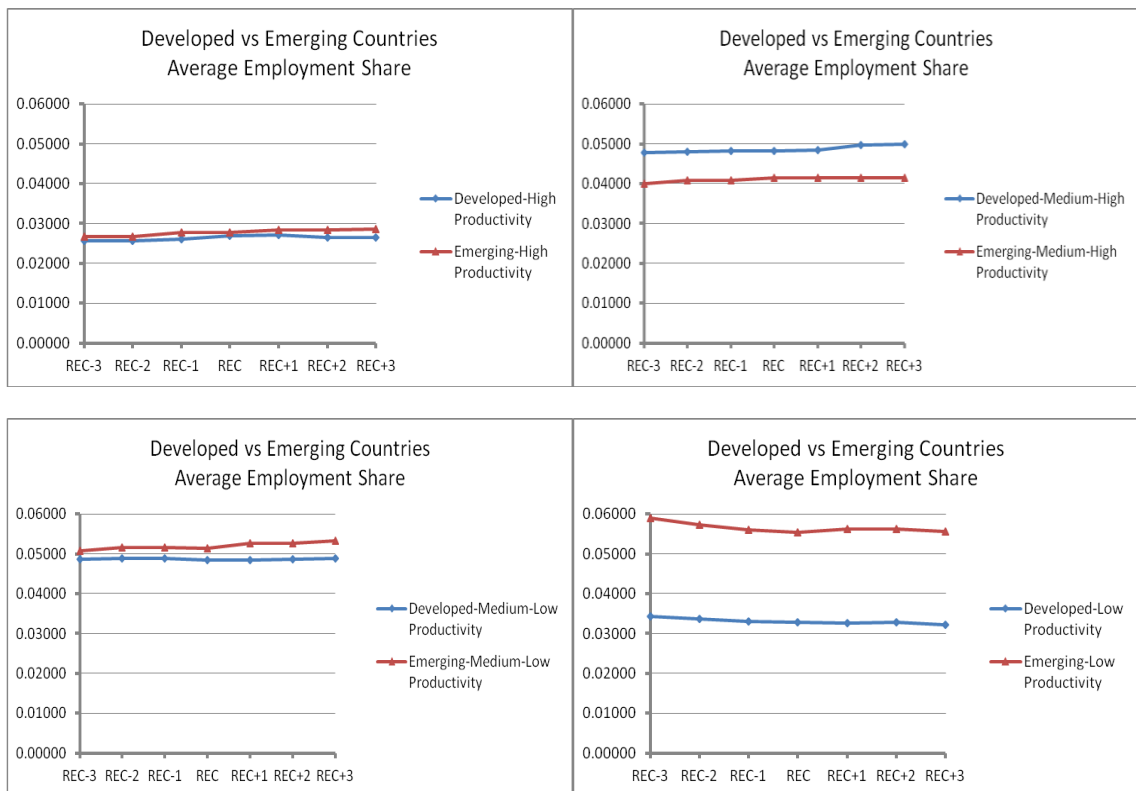 Developed vs Emerging Countries
Average Employment Share
0.06000
0.05000
0.04000
0.03000
0.02000
0.01000
0.00000
REC-3 REC-2 REC-1 REC REC+1 REC+2 REC+3
Developed-High
Productivity
Emerging-High
Productivity
Developed vs Emerging Countries
Average Employment Share
0.06000
0.05000
0.04000
0.03000
0.02000
0.01000
0.00000
REC-3 REC-2 REC-1 REC REC+1 REC+2 REC+3
Developed-Medium-High
Productivity
Emerging-Medium-High
Productivity
Developed vs Emerging Countries
Average Employment Share
0.06000
0.05000
0.04000
0.03000
0.02000
0.01000
0.00000
REC-3 REC-2 REC-1 REC REC+1 REC+2 REC+3
Developed-Medium-Low
Productivity
Emerging-Medium-Low
Productivity
Developed vs Emerging Countries
Average Employment Share
0.06000
0.05000
0.04000
0.03000
0.02000
0.01000
0.00000
REC-3 REC-2 REC-1 REC REC+1 REC+2 REC+3
Developed-Low
Productivity
Emerging-Low
Productivity